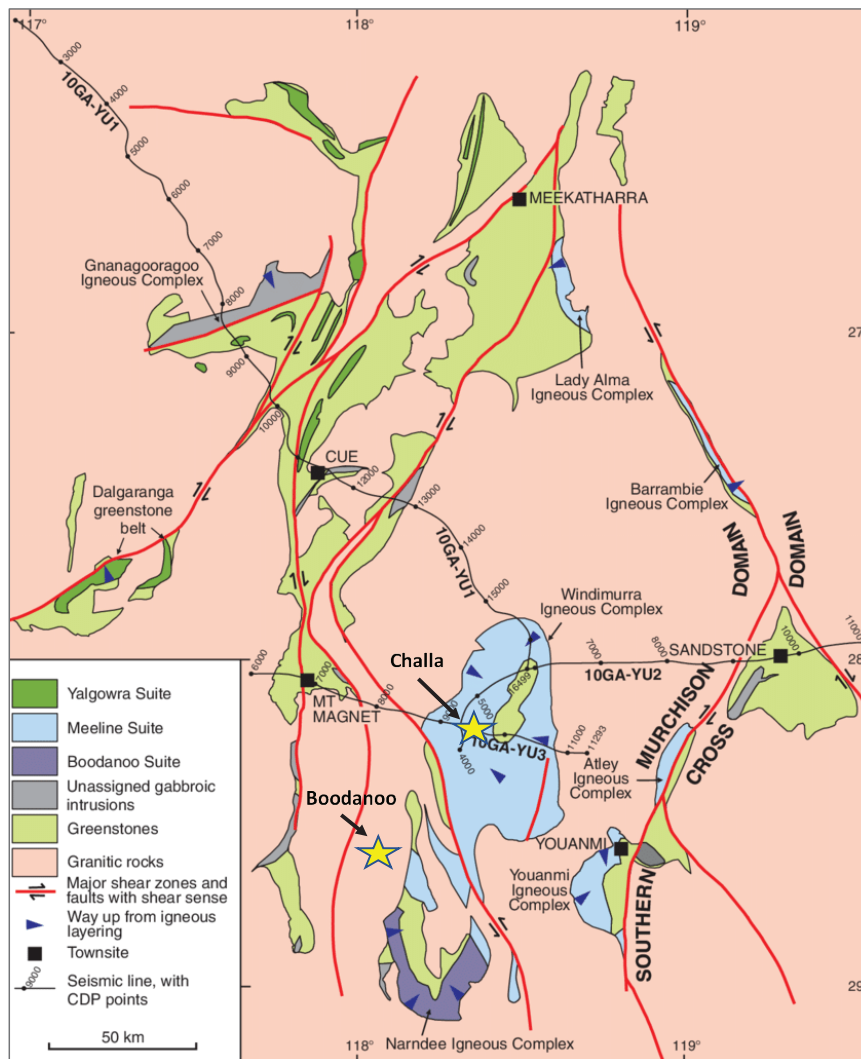 117°
118°
119°
3000
4000
10GA-YU1
5000
6000
7000
8000
9000
10000
MEEKATHARRA
Gnanagooragoo
Igneous Complex
27
Lady Alma
Igneous Complex
CUE
12000
13000
14000
15000
10GA-YU1
Barrambie
Igneous Complex
Dalgaranga
greenstone
belt
DOMAIN
DOMAIN
Windimurra
Igneous Complex
Challa
6000
7000
MT
MAGNET
8000
9000
5000
16499
4000
10GA-YU3
11000
11293
7000
8000
10GA-YU2
SANDSTONE
10000
11000
28
MURCHISON
CROSS
Atley
Igneous
Complex
Boodanoo
YOUANMI
Youanmi
Igneous
Complex
SOUTHERN
29
Narndee Igneous Complex
118°
119°
Yalgowra Suite
Meeline Suite
Boodanoo Suite
Unassigned gabbroic
intrusions
Greenstones
Granitic rocks
Major shear zones and
faults with shear sense
Way up from igneous
layering
Townsite
9000
Seismic line, with
CDP points
50 km